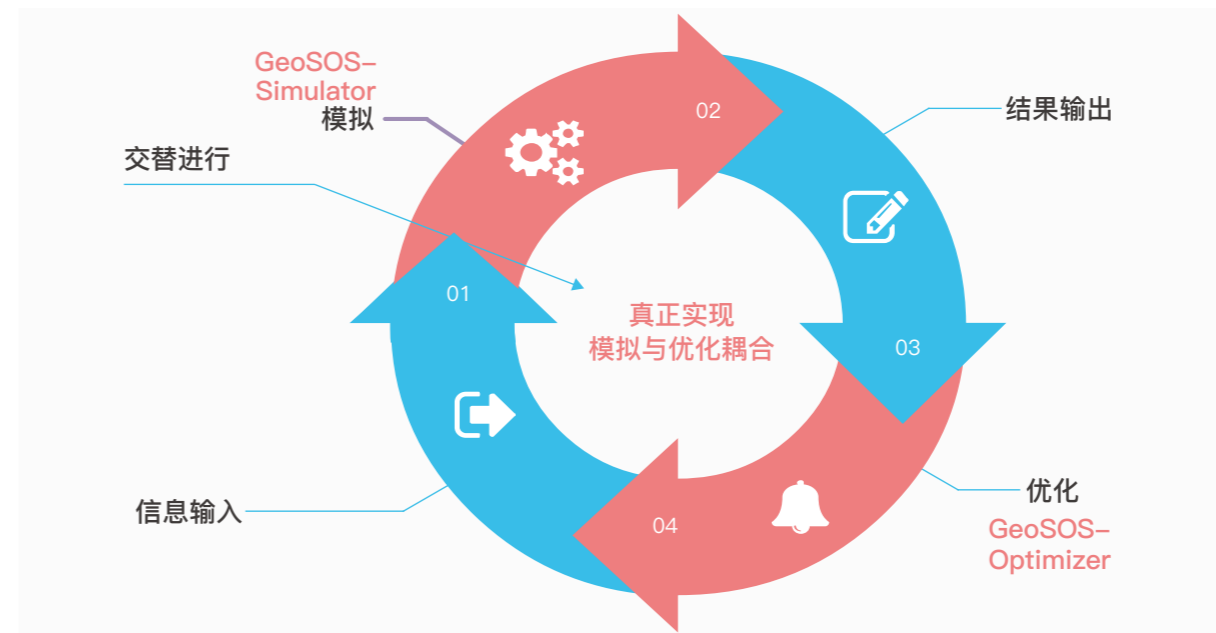 GeoSOS–
Simulator
模拟
02
结果输出
交替进行
01
真正实现
模拟与优化耦合
03
信息输入
04
优化
GeoSOS–
Optimizer